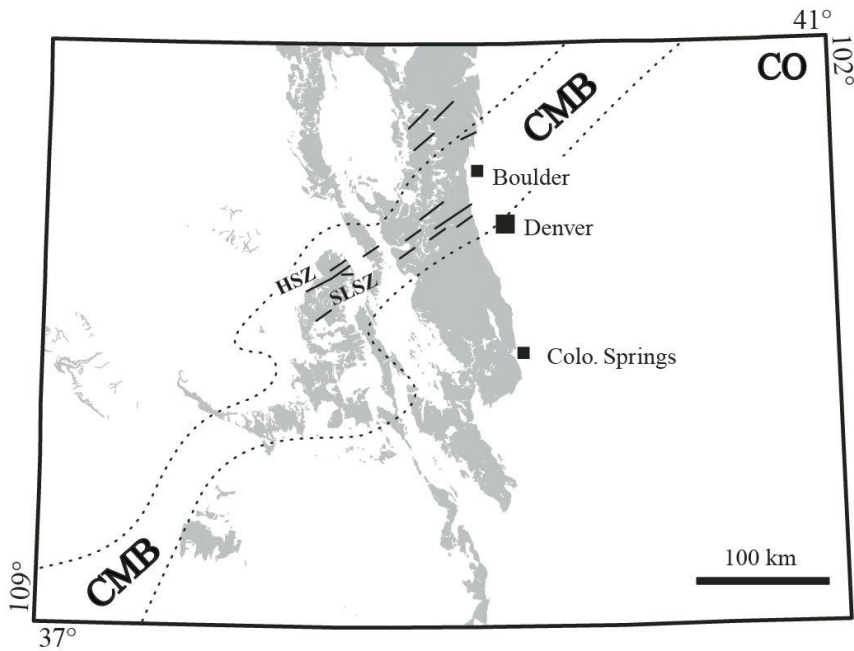 41°
102°
CO
CMB
Boulder
Denver
HSZ
SLSZ
Colo. Springs
CMB
100 km
109°
37°